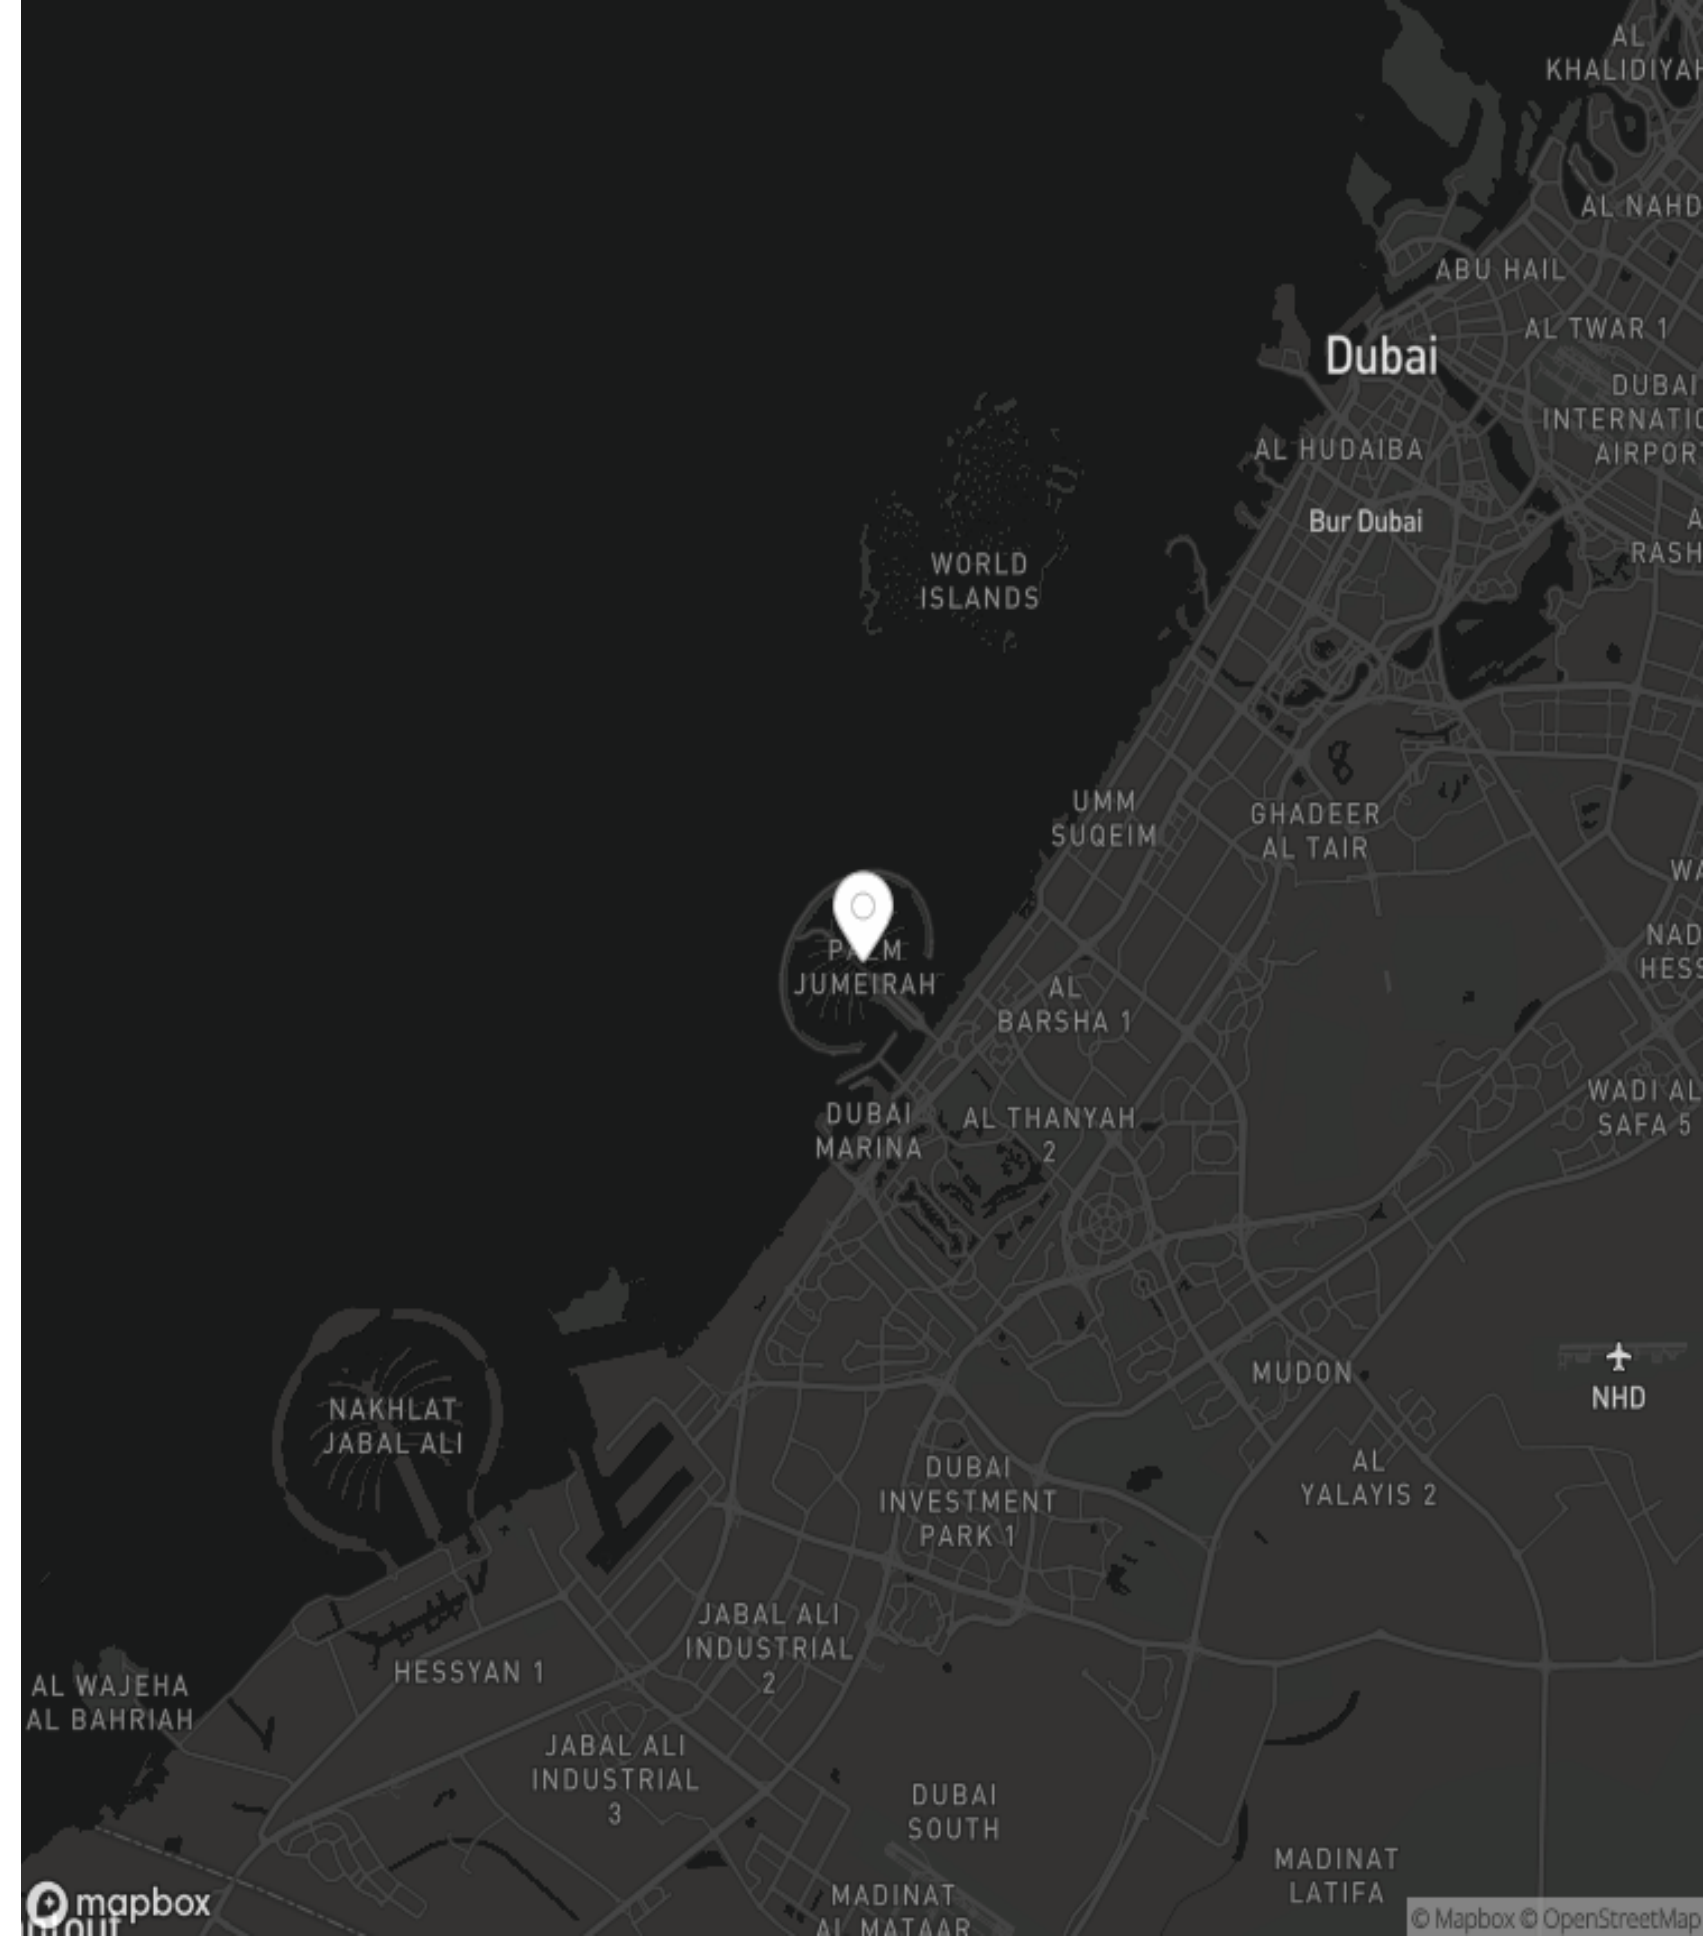 AL
KHALIDIYAH
AL NAHD
ABU HAIL
AL TWAR 1
Dubai
DUBAI
INTERNATIO
AIRPOR
AL HUDAIBA
Bur Dubai
A
RASH
WORLD
ISLANDS
UMM
SUQEIM
GHADEER
AL TAIR
WA
NAD
HESS
PALM
JUMEIRAH
AL
BARSHA 1
WADI AL
SAFA 5
DUBAI
MARINA
AL THANYAH
2
MUDON
NHD
NAKHLAT
JABAL ALI
AL
YALAYIS 2
DUBAI
INVESTMENT
PARK 1
JABAL ALI
INDUSTRIAL
2
HESSYAN 1
AL WAJEHA
AL BAHRIAH
JABAL ALI
INDUSTRIAL
3
DUBAI
SOUTH
MADINAT
LATIFA
MADINAT
AL MATAAR
mapbox
© Mapbox © OpenStreetMap